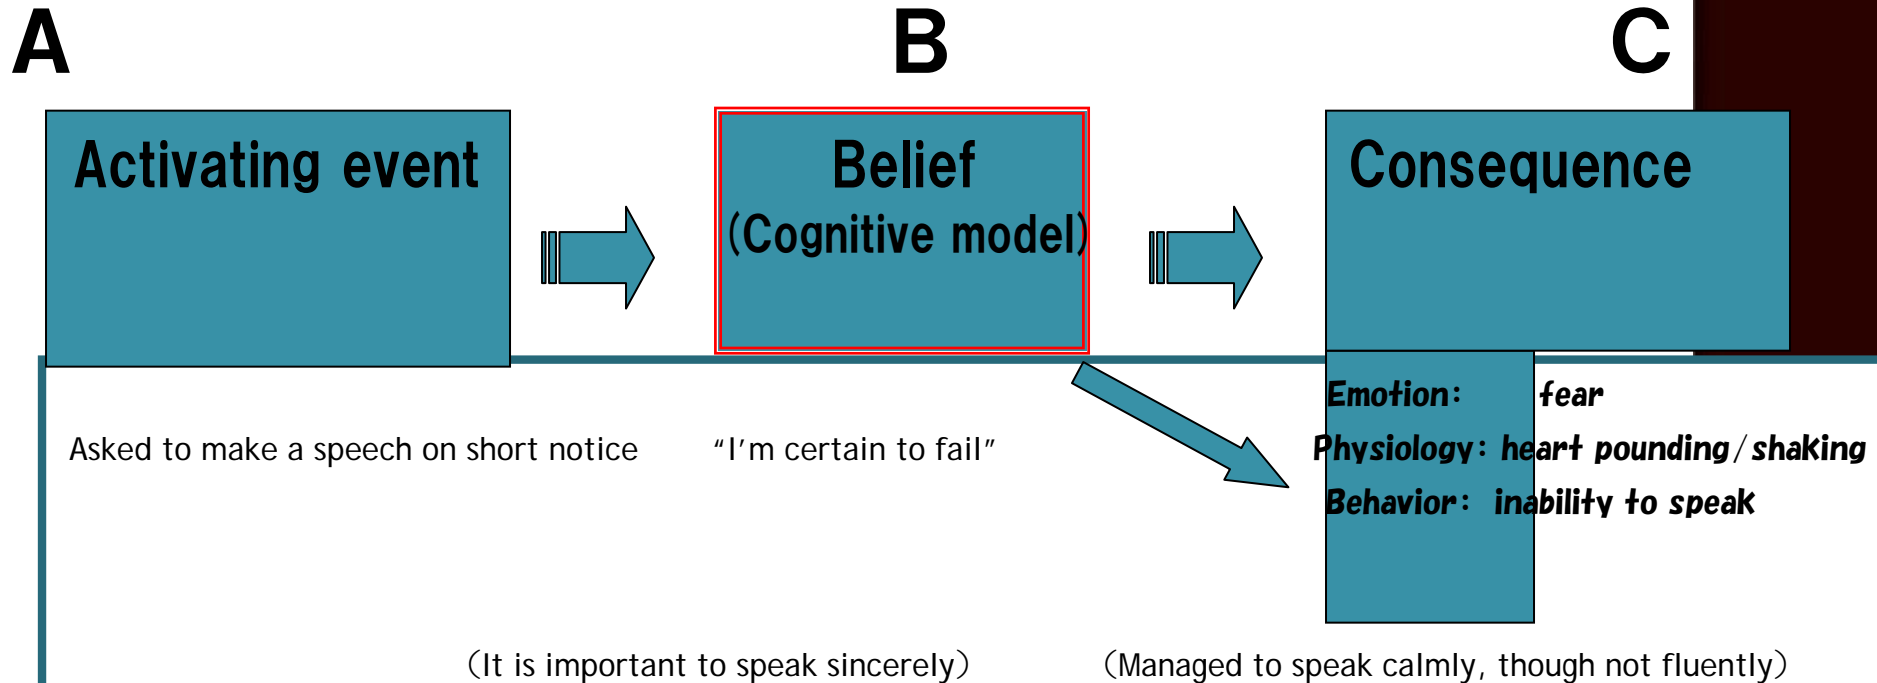 A
B
C
Activating event
Belief
(Cognitive model)
Consequence
Asked to make a speech on short notice
“I’m certain to fail”
Emotion: fear
Physiology: heart pounding/shaking
Behavior: inability to speak
(It is important to speak sincerely)
(Managed to speak calmly, though not fluently)